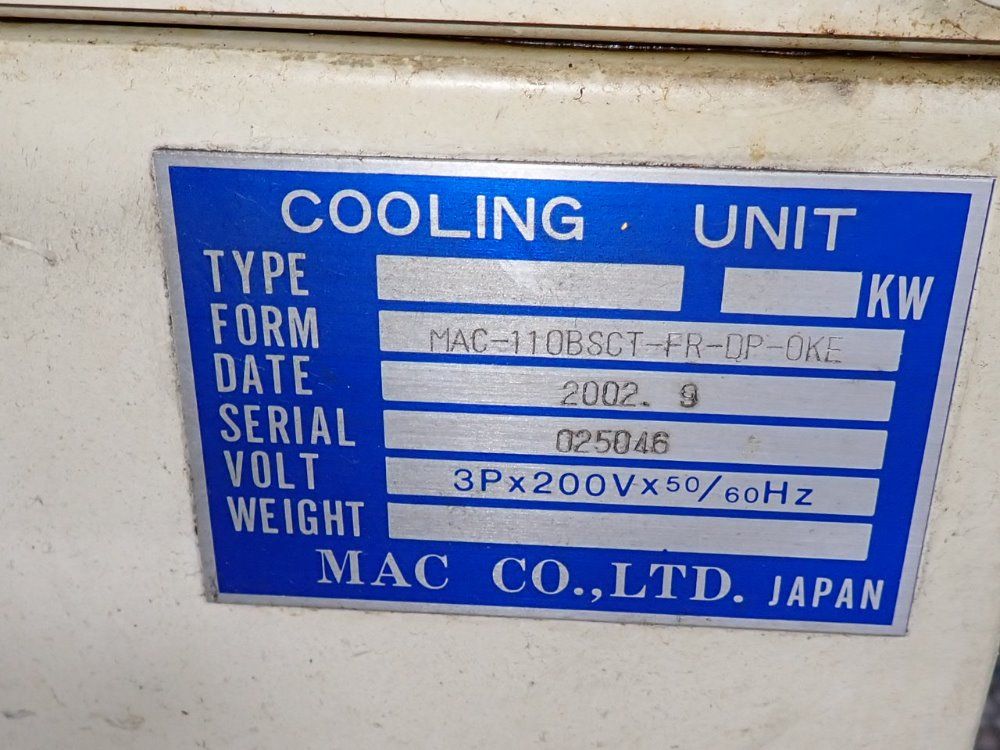 COOLING UNIT
TYPE KW
FORM MAC-110BSCT-FR-DP-OKE
DATE 2002. 9
SERIAL 025046
VOLT 3Px200Vx50/60Hz
WEIGHT
MAC CO.,LTD. JAPAN